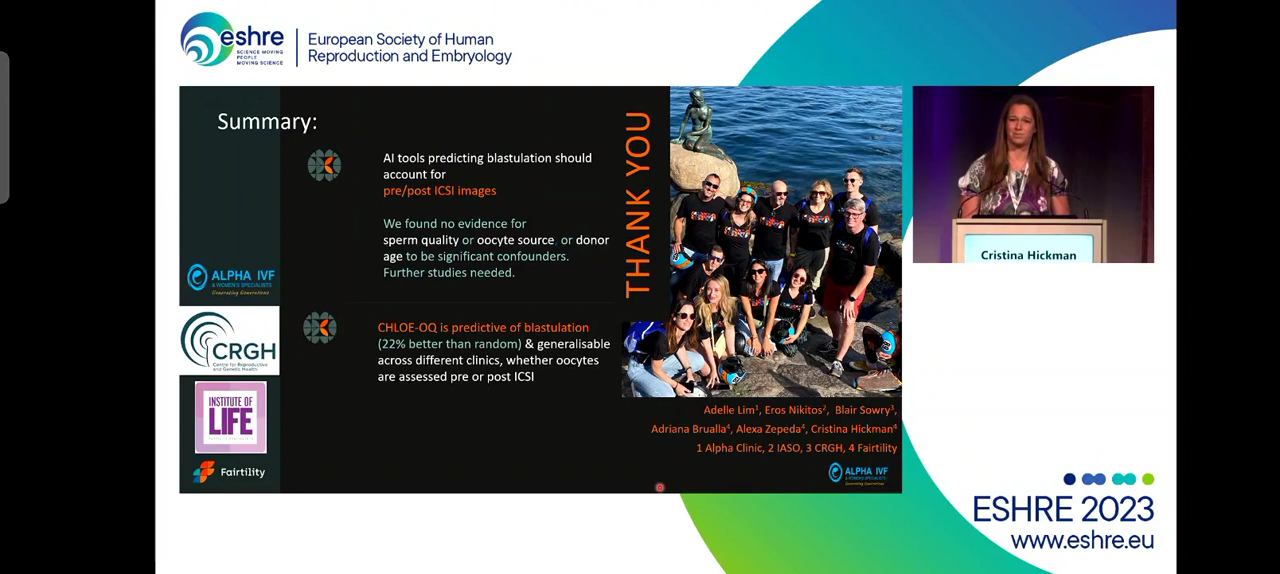 eshre
SCIENCE MOVING
PEOPLE
MOVING SCIENCE
European Society of Human
Reproduction and Embryology
Summary:
AI tools predicting blastulation should
account for
pre/post ICSI images
We found no evidence for
sperm quality or oocyte source, or donor
age to be significant confounders.
Further studies needed.
CHLOE-OQ is predictive of blastulation
(22% better than random) & generalisable
across different clinics, whether oocytes
are assessed pre or post ICSI
ALPHA IVF
& WOMEN'S SPECIALISTS
Generating Generations
CRGH
Centre for Reproductive
and Genetic Health
INSTITUTE OF
LIFE
Fairtility
THANK YOU
Adelle Lim¹, Eros Nikitos², Blair Sowry³,
Adriana Brualla⁴, Alexa Zepeda⁴, Cristina Hickman⁴
1 Alpha Clinic, 2 IASO, 3 CRGH, 4 Fairtility
ALPHA IVF
& WOMEN'S SPECIALISTS
Generating Generations
Cristina Hickman
ESHRE 2023
www.eshre.eu